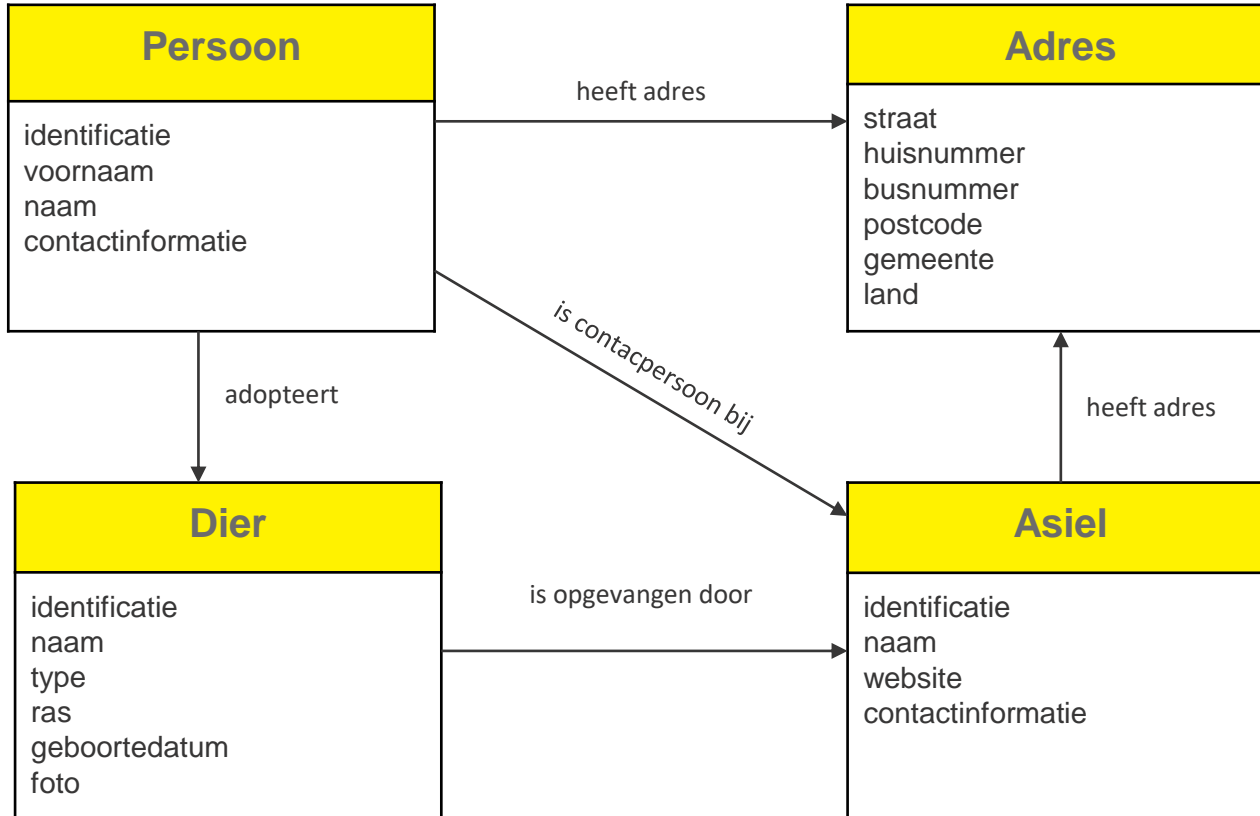 Persoon
identificatie
voornaam
naam
contactinformatie
heeft adres
Adres
straat
huisnummer
busnummer
postcode
gemeente
land
is contacpersoon bij
adopteert
heeft adres
Dier
identificatie
naam
type
ras
geboortedatum
foto
is opgevangen door
Asiel
identificatie
naam
website
contactinformatie